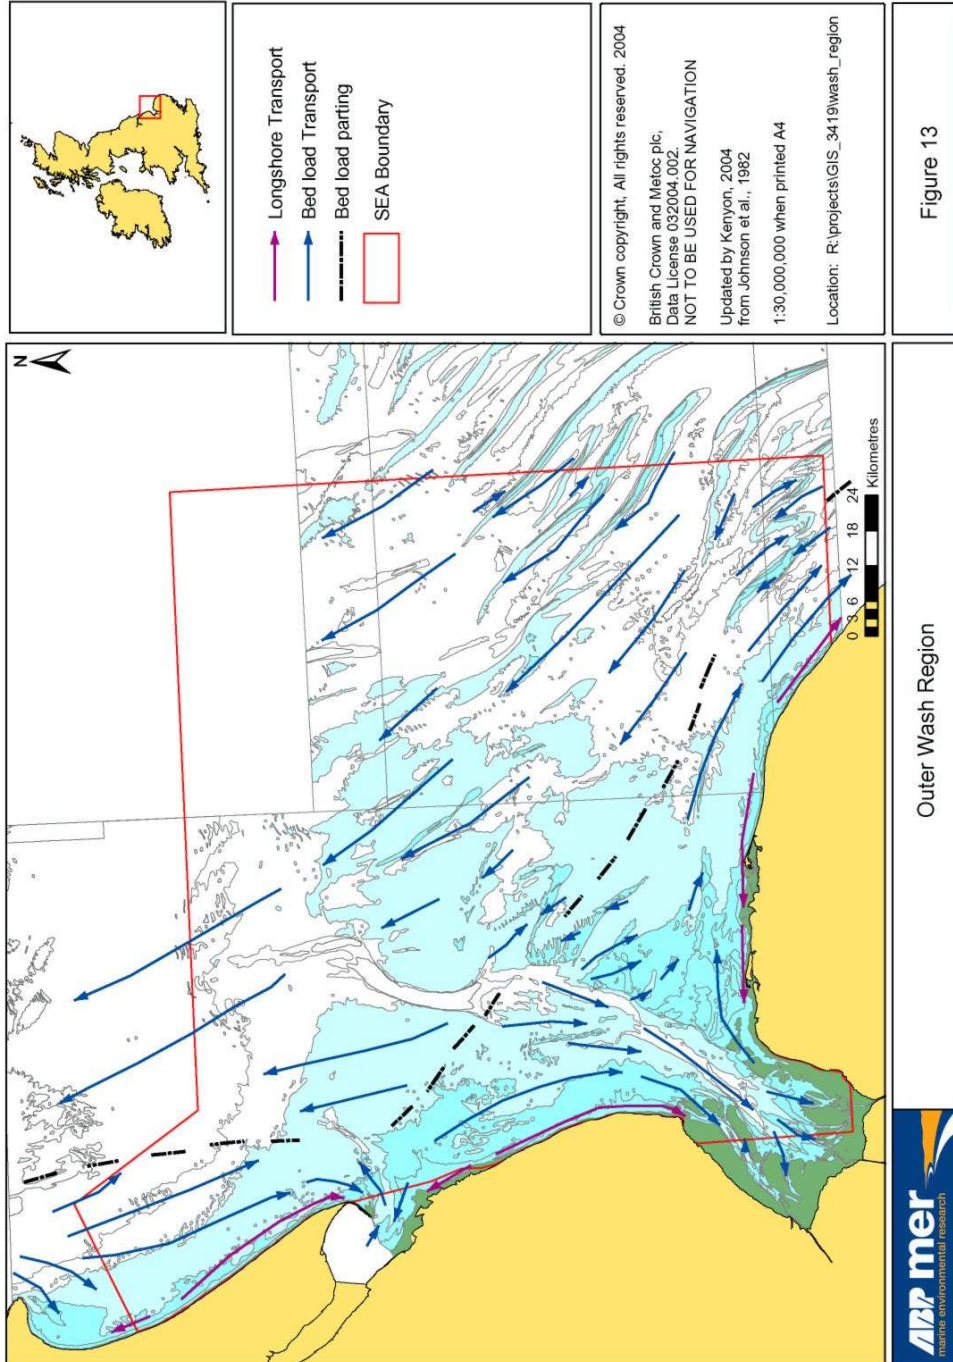 N
0 3 6 12 18 24
Kilometres
Longshore Transport
Bed load Transport
Bed load parting
SEA Boundary
© Crown copyright, All rights reserved. 2004
British Crown and Metoc plc,
Data License 032004.002.
NOT TO BE USED FOR NAVIGATION
Updated by Kenyon, 2004
from Johnson et al., 1982
1:30,000,000 when printed A4
Location: R:\projects\GIS_3419\wash_region
ABP mer
marine environmental research
Outer Wash Region
Figure 13